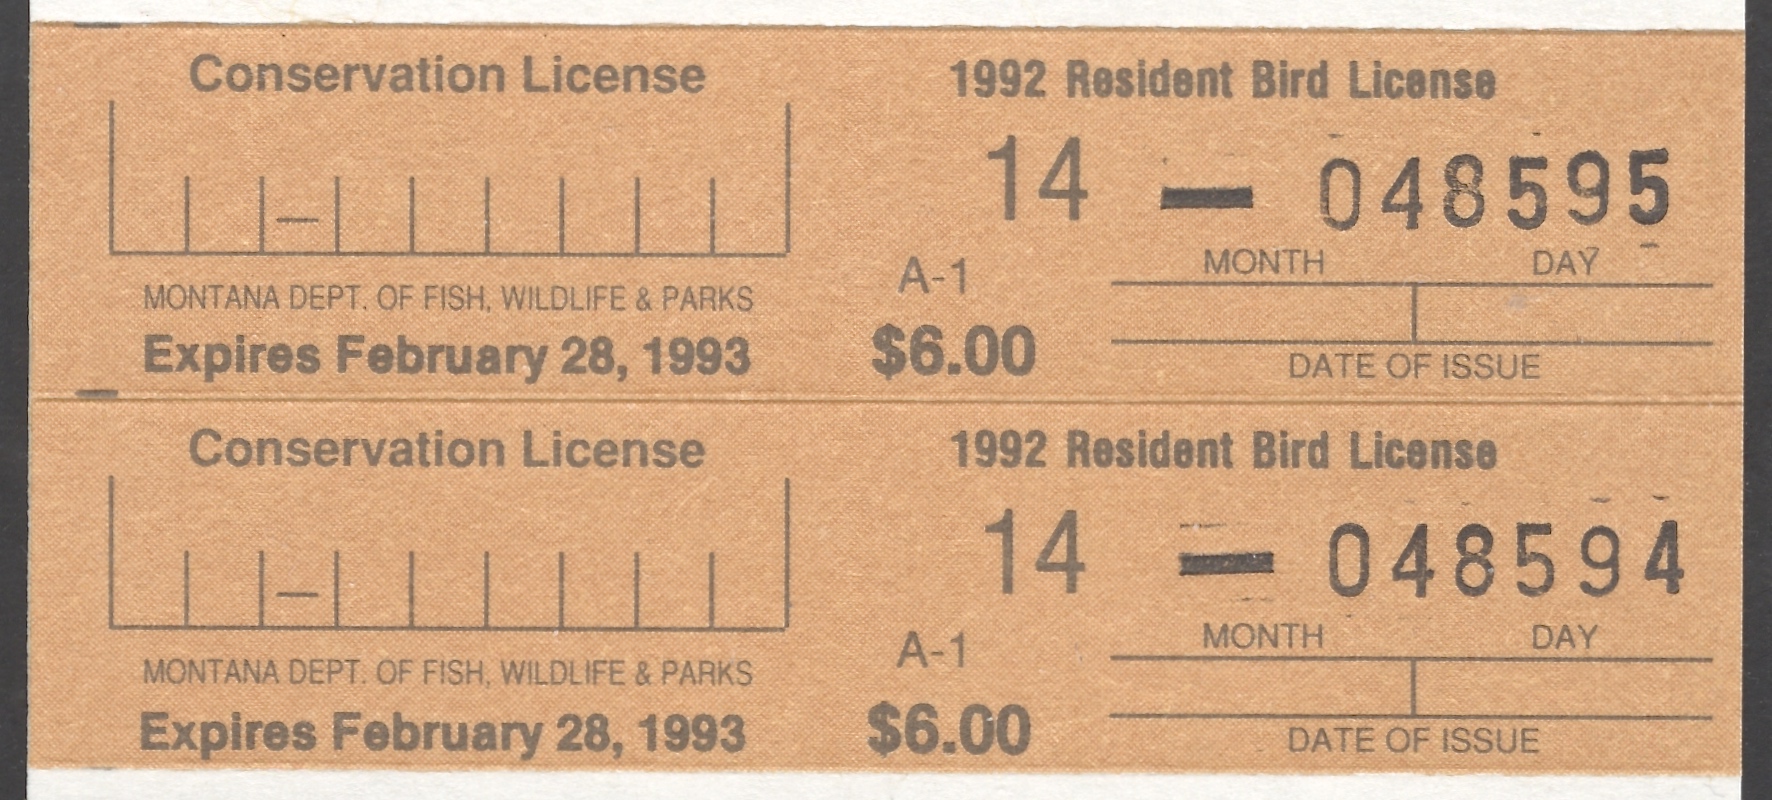 Conservation License
MONTANA DEPT. OF FISH, WILDLIFE & PARKS
Expires February 28, 1993
1992 Resident Bird License
14 — 048595
MONTH DAY
A-1
$6.00
DATE OF ISSUE
Conservation License
MONTANA DEPT. OF FISH, WILDLIFE & PARKS
Expires February 28, 1993
1992 Resident Bird License
14 — 048594
MONTH DAY
A-1
$6.00
DATE OF ISSUE